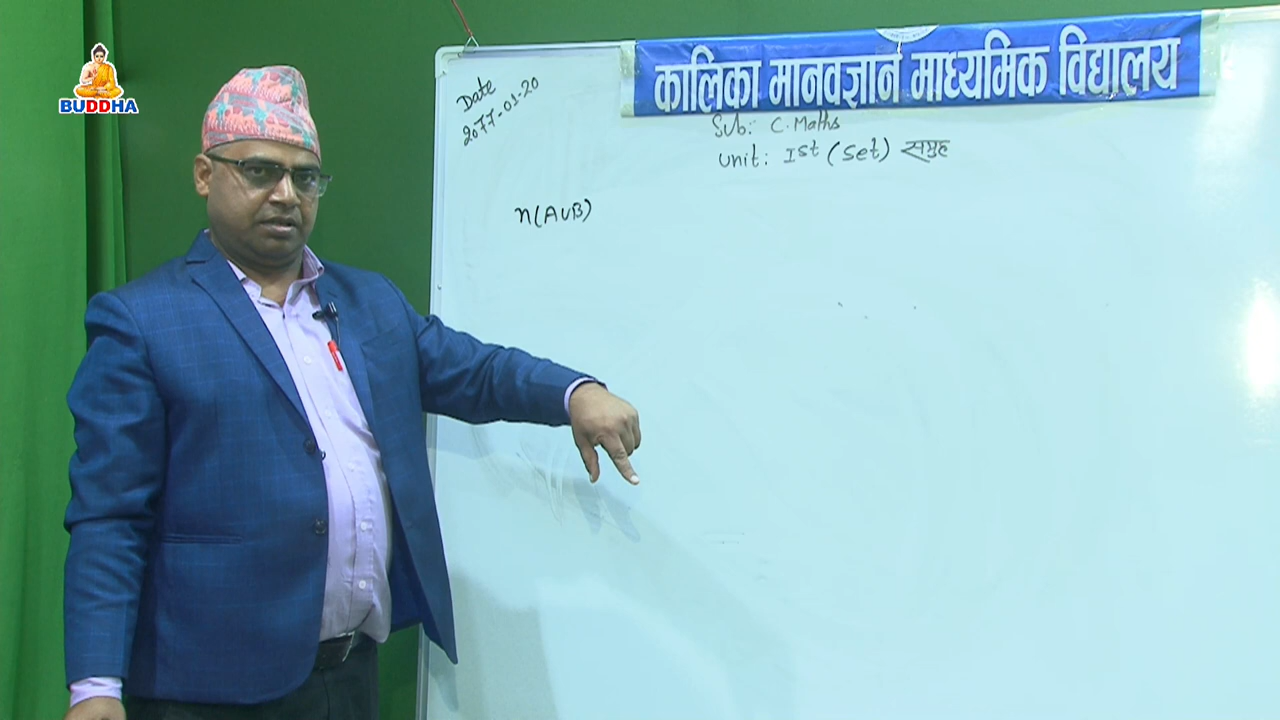 BUDDHA
कालिका मानवज्ञान माध्यमिक विद्यालय
Date
2077-01-20
Sub: C. Maths
Unit: Ist (Set) समुह
n(AUB)